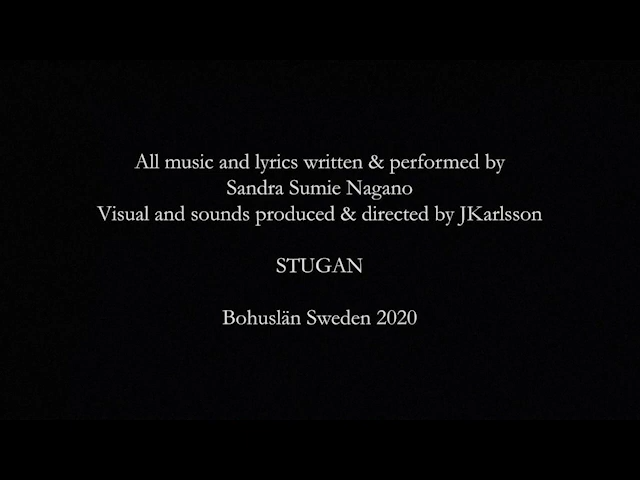 All music and lyrics written & performed by
Sandra Sumie Nagano
Visual and sounds produced & directed by JKarlsson
STUGAN
Bohuslän Sweden 2020